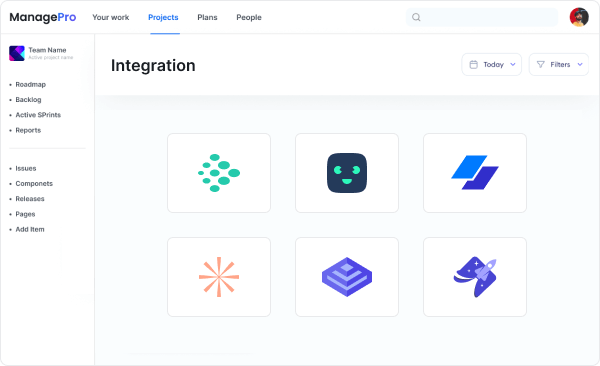 ManagePro
Your work
Projects
Plans
People
Team Name
Active project name
Roadmap
Backlog
Active SPrints
Reports
Issues
Componets
Releases
Pages
Add Item
Integration
Today
Filters